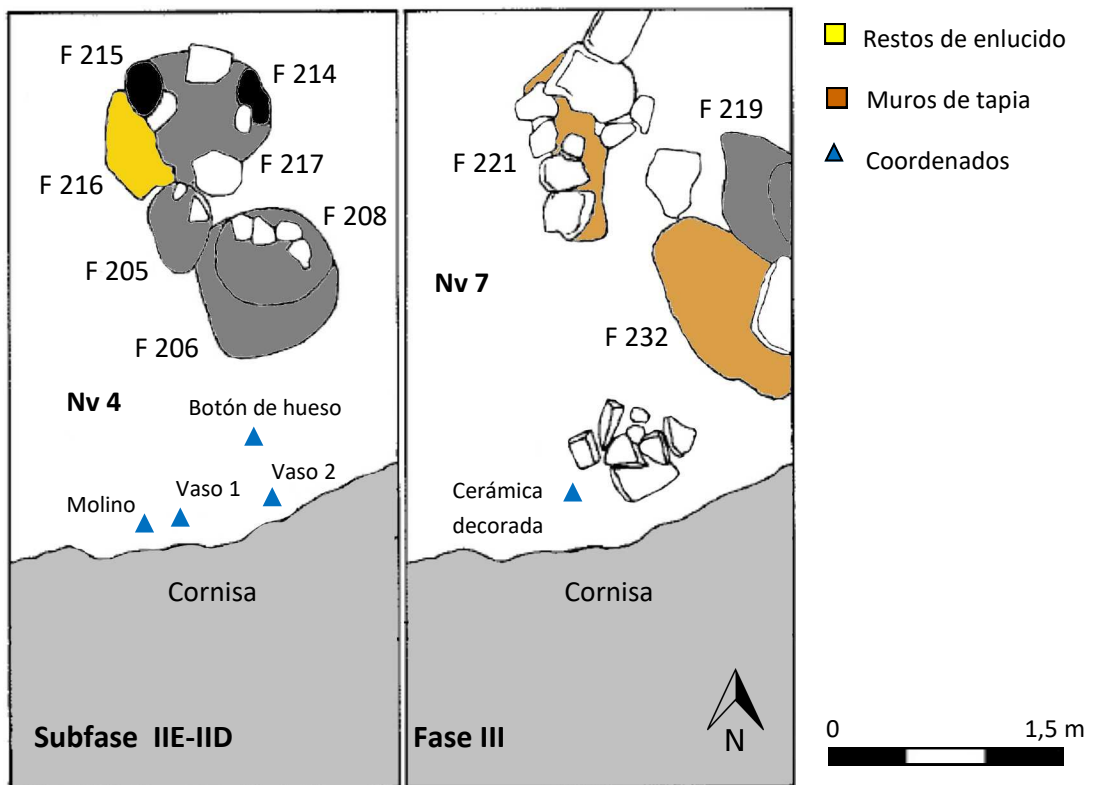 F 215
F 214
F 217
F 216
F 208
F 205
F 206
Nv 4
Botón de hueso
Vaso 2
Vaso 1
Molino
Cornisa
Subfase IIE-IID
F 219
F 221
Nv 7
F 232
Cerámica
decorada
Cornisa
Fase III
N
Restos de enlucido
Muros de tapia
Coordenados
0 1,5 m